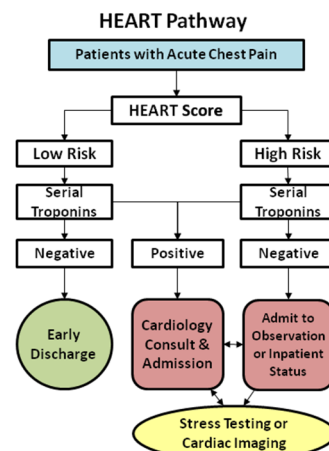 HEART Pathway
Patients with Acute Chest Pain
HEART Score
Low Risk
High Risk
Serial
Troponins
Serial
Troponins
Negative
Positive
Negative
Early
Discharge
Cardiology
Consult &
Admission
Admit to
Observation
or Inpatient
Status
Stress Testing or
Cardiac Imaging